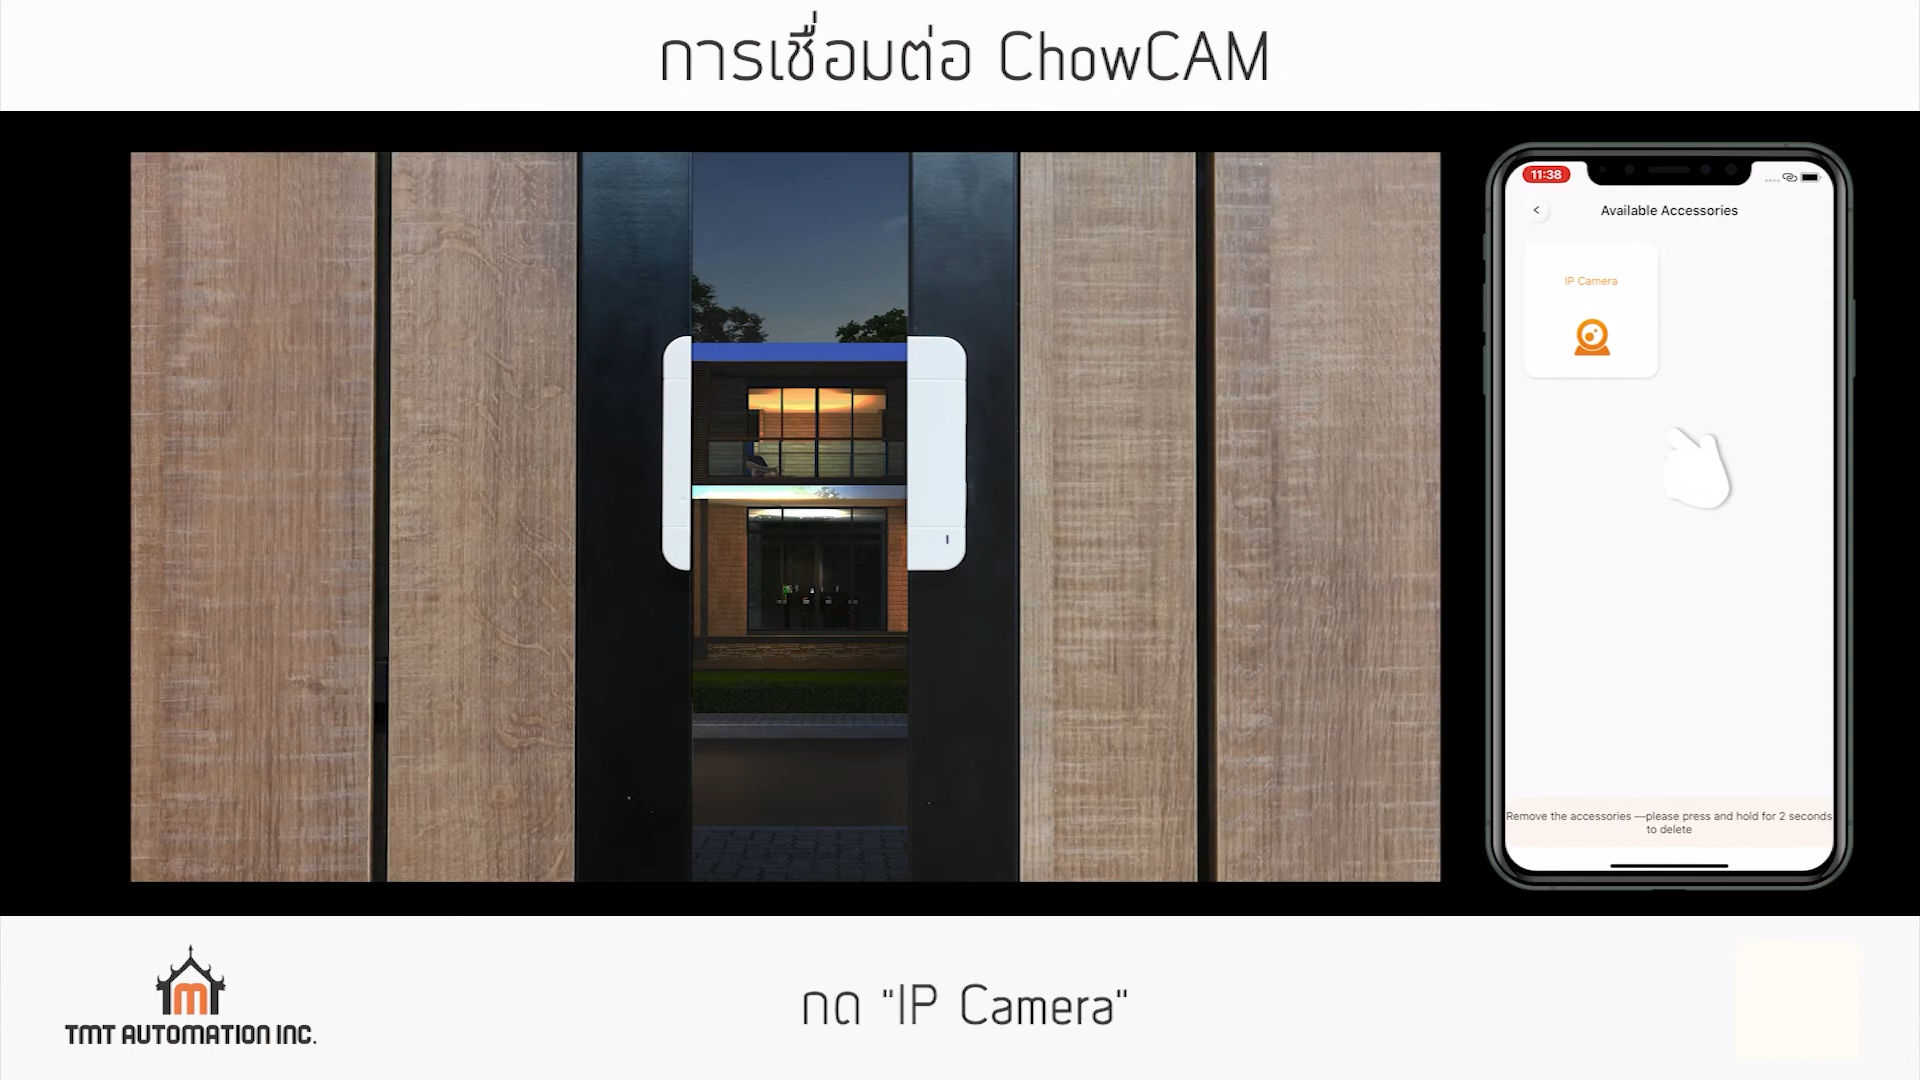 การเชื่อมต่อ ChowCAM
11:38
Available Accessories
IP Camera
Remove the accessories —please press and hold for 2 seconds
to delete
TMT AUTOMATION INC.
กด "IP Camera"